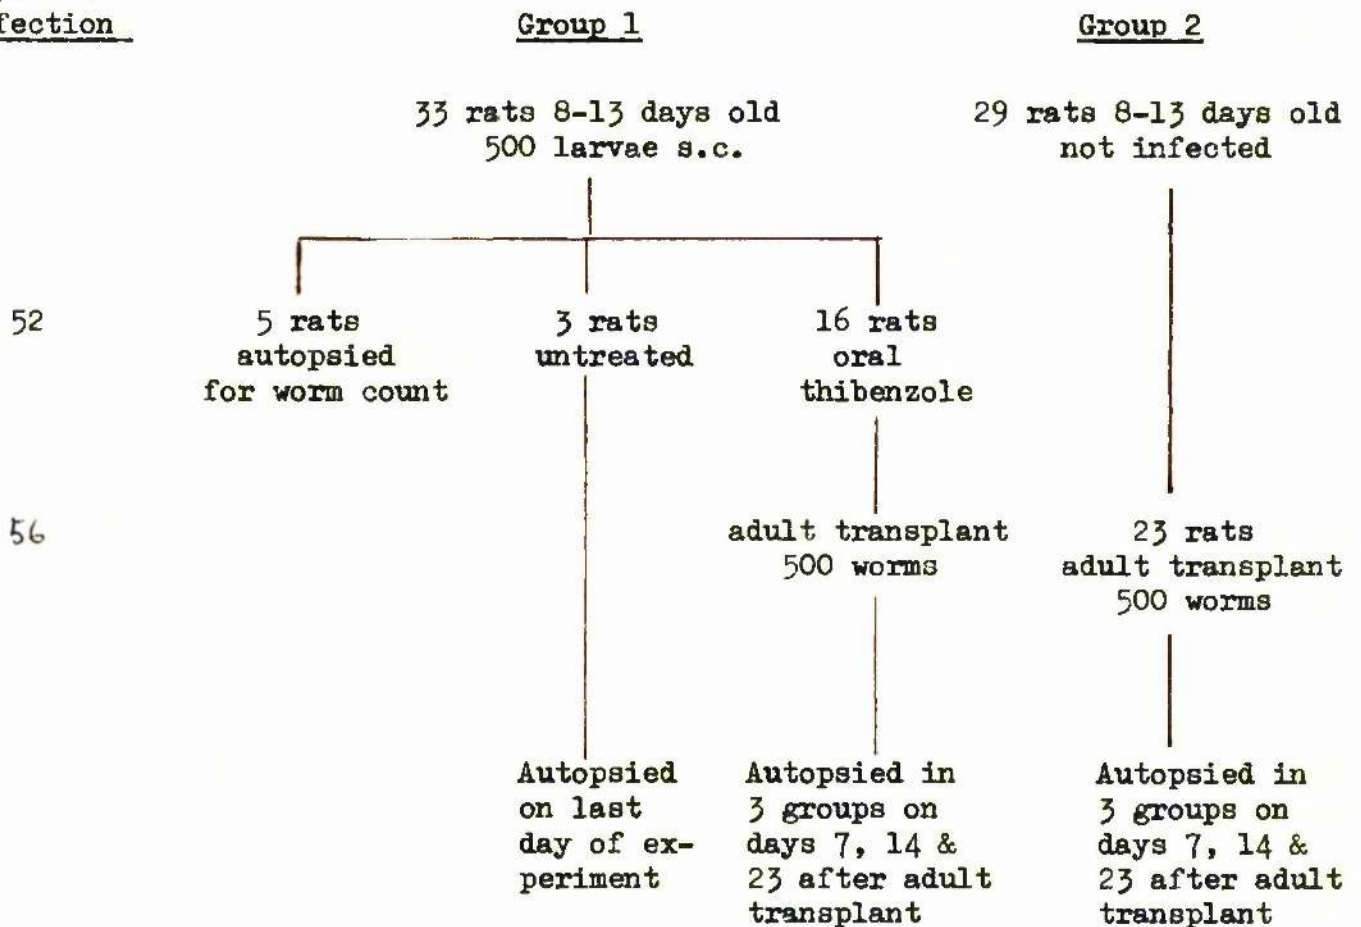 fection Group 1 Group 2
33 rats 8-13 days old 29 rats 8-13 days old
500 larvae s.c. not infected
52 5 rats 3 rats 16 rats
autopsied untreated oral
for worm count thibenzole
56 adult transplant 23 rats
500 worms adult transplant
500 worms
Autopsied Autopsied in Autopsied in
on last 3 groups on 3 groups on
day of ex- days 7, 14 & days 7, 14 &
periment 23 after adult 23 after adult
transplant transplant